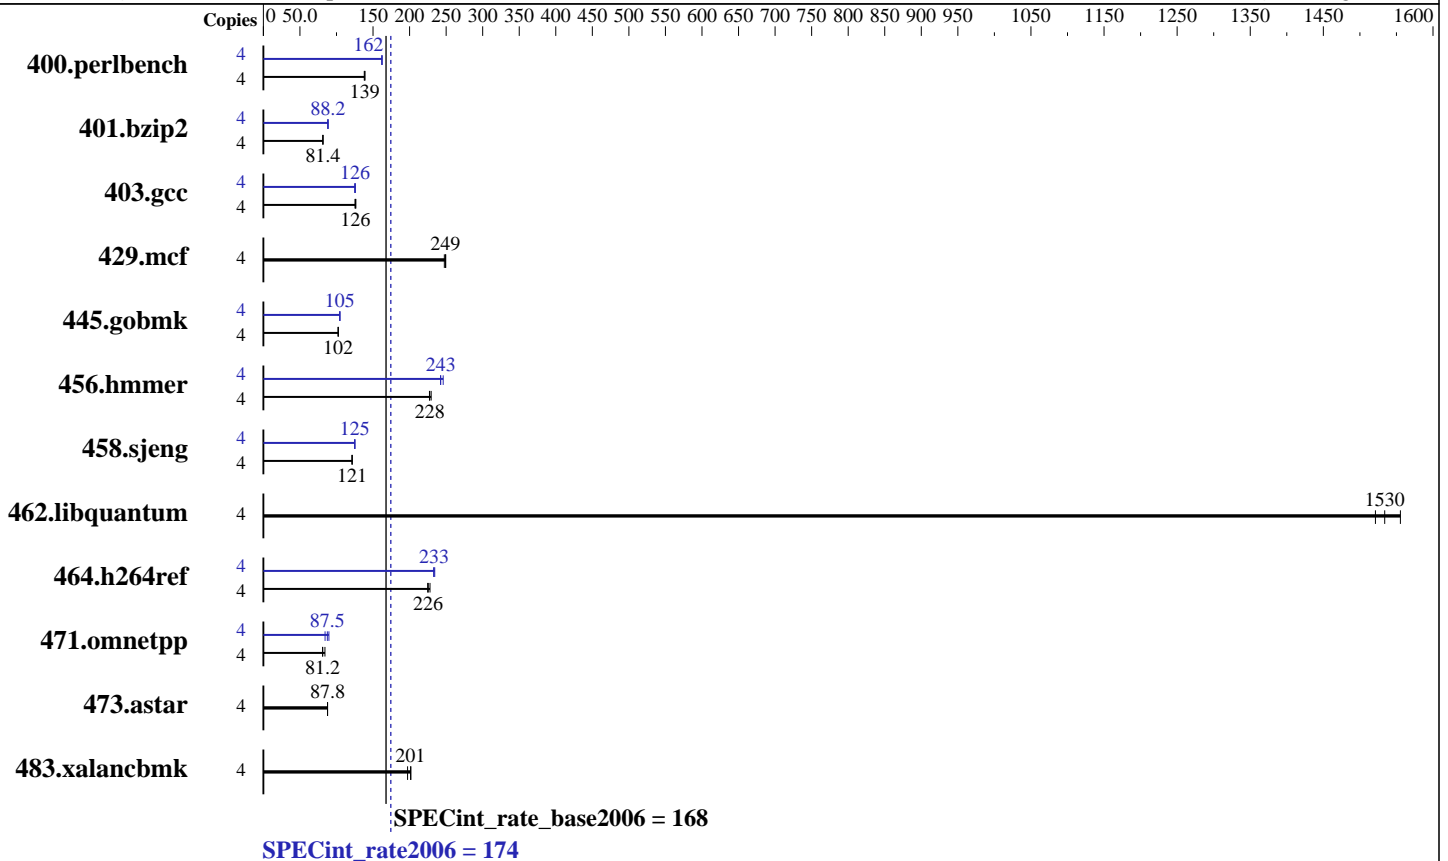 Copies 0 50.0 150 200 250 300 350 400 450 500 550 600 650 700 750 800 850 900 950 1050 1150 1250 1350 1450 1600
400.perlbench 4 162
4 139
401.bzip2 4 88.2
4 81.4
403.gcc 4 126
4 126
429.mcf 4 249
445.gobmk 4 105
4 102
456.hmmer 4 243
4 228
458.sjeng 4 125
4 121
462.libquantum 4 1530
464.h264ref 4 233
4 226
471.omnetpp 4 87.5
4 81.2
473.astar 4 87.8
483.xalancbmk 4 201
SPECint_rate_base2006 = 168
SPECint_rate2006 = 174